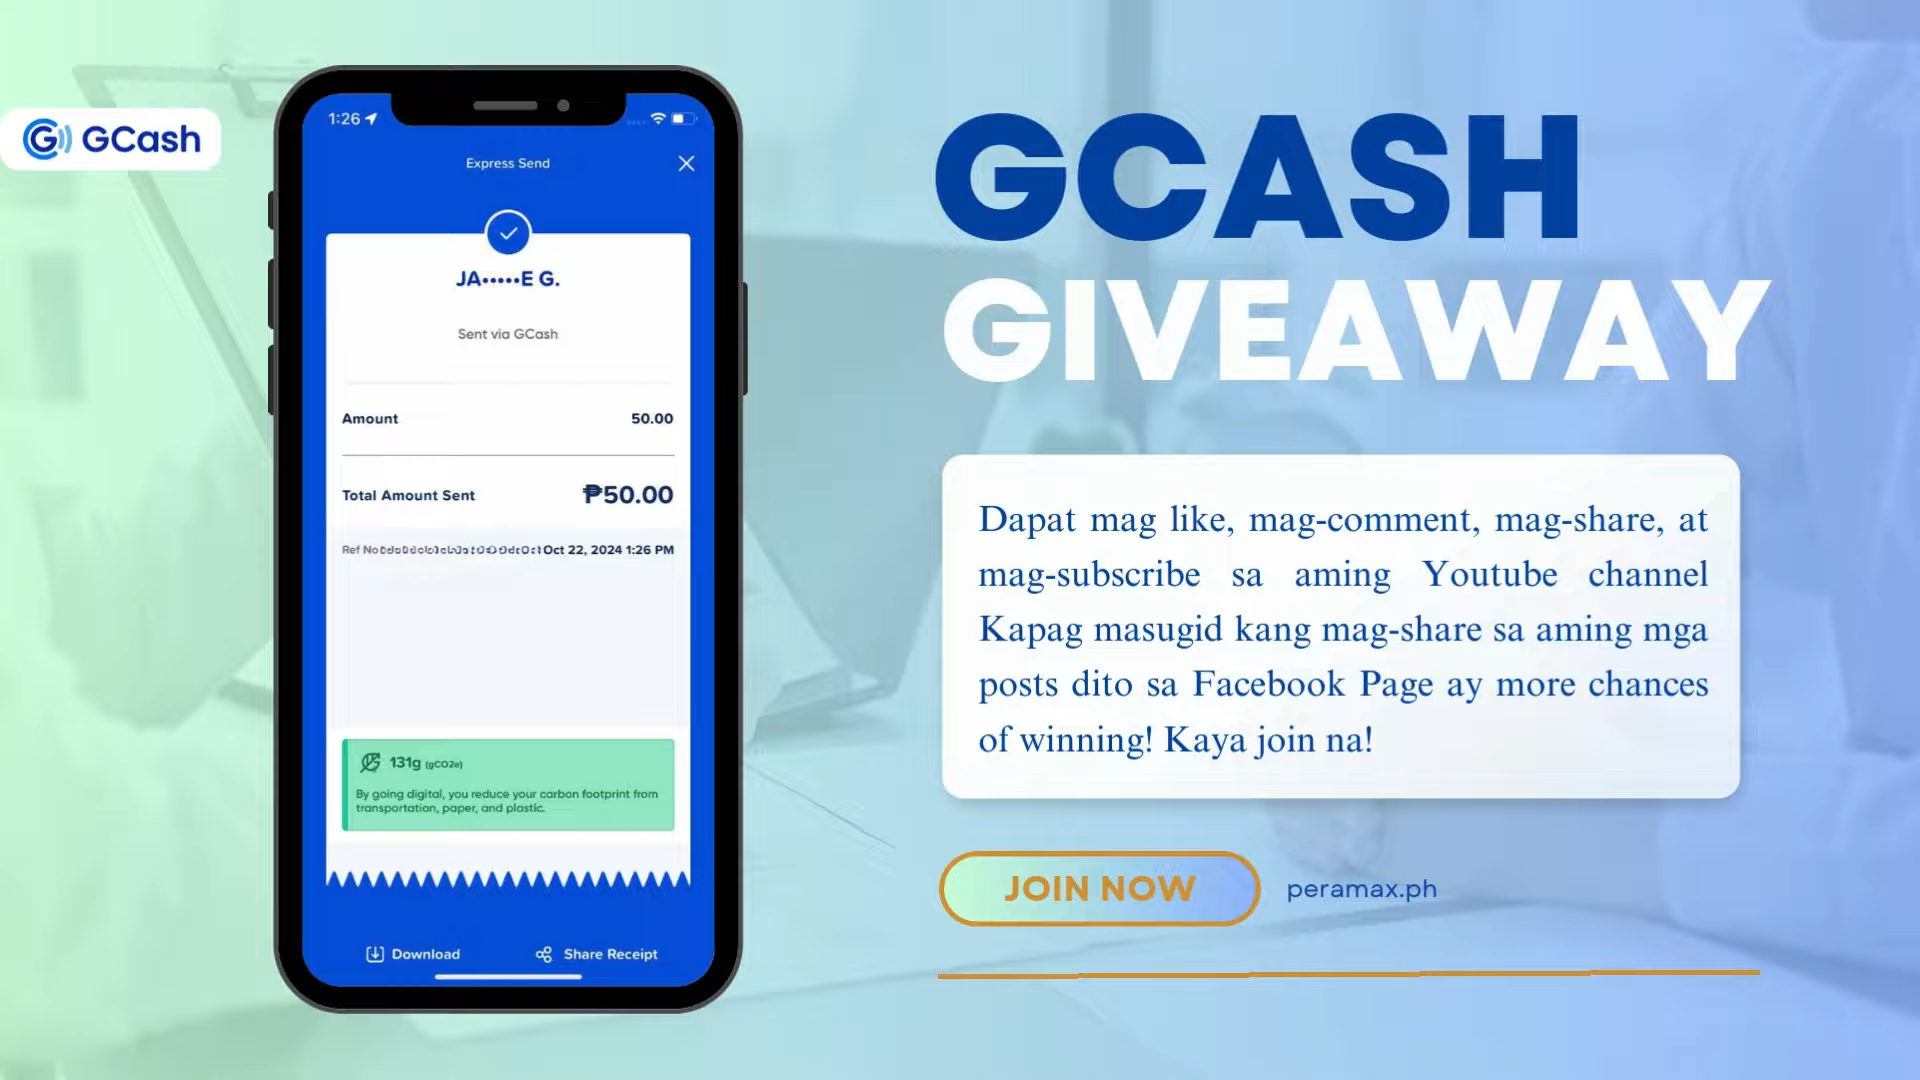 GCash
1:26
Express Send
JA•••••E G.
Sent via GCash
Amount 50.00
Total Amount Sent ₱50.00
Ref No Oct 22, 2024 1:26 PM
131g (gCO2e)
By going digital, you reduce your carbon footprint from
transportation, paper, and plastic.
Download Share Receipt
GCASH
GIVEAWAY
Dapat mag like, mag-comment, mag-share, at
mag-subscribe sa aming Youtube channel
Kapag masugid kang mag-share sa aming mga
posts dito sa Facebook Page ay more chances
of winning! Kaya join na!
JOIN NOW peramax.ph